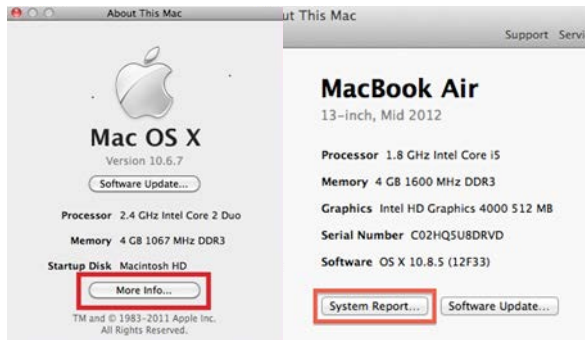 About This Mac
Mac OS X
Version 10.6.7
Software Update...
Processor 2.4 GHz Intel Core 2 Duo
Memory 4 GB 1067 MHz DDR3
Startup Disk Macintosh HD
More Info...
TM and © 1983-2011 Apple Inc.
All Rights Reserved.
ut This Mac
Support Servi
MacBook Air
13-inch, Mid 2012
Processor 1.8 GHz Intel Core i5
Memory 4 GB 1600 MHz DDR3
Graphics Intel HD Graphics 4000 512 MB
Serial Number C02HQ5U8DRVD
Software OS X 10.8.5 (12F33)
System Report... Software Update...